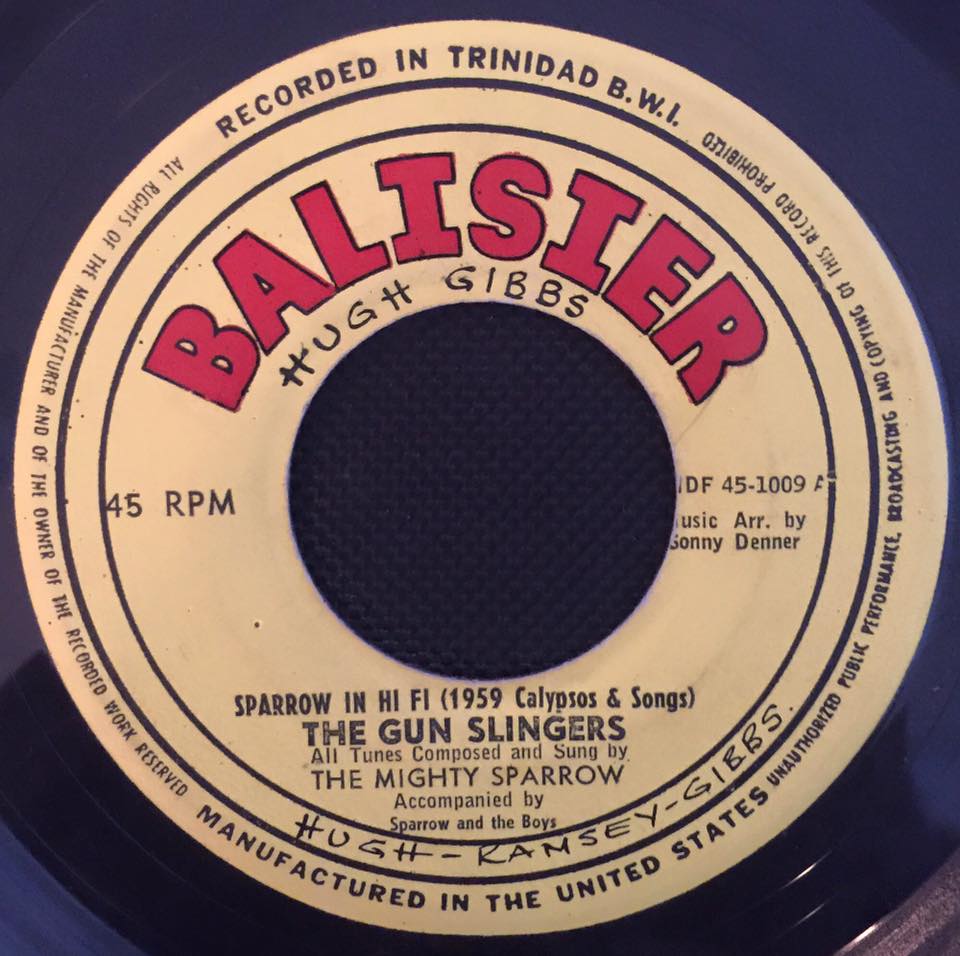 RECORDED IN TRINIDAD B.W.I.
BALISIER
HUGH GIBBS
45 RPM
DF 45-1009 A
usic Arr. by
Sonny Denner
SPARROW IN HI FI (1959 Calypsos & Songs)
THE GUN SLINGERS
All Tunes Composed and Sung by
THE MIGHTY SPARROW
Accompanied by
Sparrow and the Boys
HUGH-RAMSEY-GIBBS.
MANUFACTURED IN THE UNITED STATES
ALL RIGHTS OF THE MANUFACTURER AND OF THE OWNER OF THE RECORDED WORK RESERVED
UNAUTHORIZED PUBLIC PERFORMANCE, BROADCASTING AND COPYING OF THIS RECORD PROHIBITED